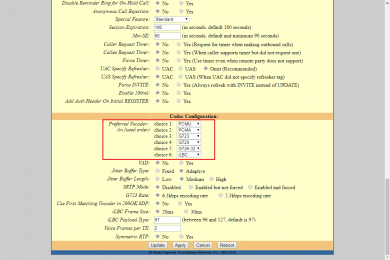 Disable Reminder Ring for On-Hold Call: No Yes
Anonymous Call Rejection: No Yes
Special Feature: Standard
Session Expiration: 180 (in seconds. default 180 seconds)
Min-SE: 90 (in seconds. default and minimum 90 seconds)
Caller Request Timer: No Yes (Request for timer when making outbound calls)
Callee Request Timer: No Yes (When caller supports timer but did not request one)
Force Timer: No Yes (Use timer even when remote party does not support)
UAC Specify Refresher: UAC UAS Omit (Recommended)
UAS Specify Refresher: UAC UAS (When UAC did not specify refresher tag)
Force INVITE: No Yes (Always refresh with INVITE instead of UPDATE)
Enable 100rel: No Yes
Add Auth Header On Initial REGISTER: No Yes
Codec Configuration:
Preferred Vocoder: choice 1: PCMU
(in listed order) choice 2: PCMA
choice 3: G723
choice 4: G729
choice 5: G726-32
choice 6: iLBC
VAD: No Yes
Jitter Buffer Type: Fixed Adaptive
Jitter Buffer Length: Low Medium High
SRTP Mode: Disabled Enabled but not forced Enabled and forced
G723 Rate: 6.3kbps encoding rate 5.3kbps encoding rate
Use First Matching Vocoder in 200OK SDP: No Yes
iLBC Frame Size: 20ms 30ms
iLBC Payload Type: 97 (between 96 and 127, default is 97)
Voice Frames per TX: 2
Symmetric RTP: No Yes
Update Apply Cancel Reboot